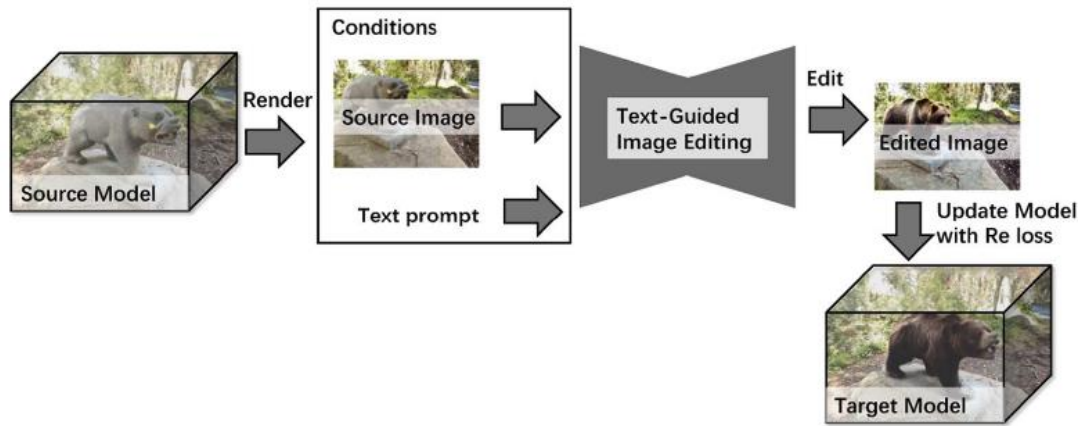 Conditions
Render
Source Image
Source Model
Text prompt
Text-Guided
Image Editing
Edit
Edited Image
Update Model
with Re loss
Target Model